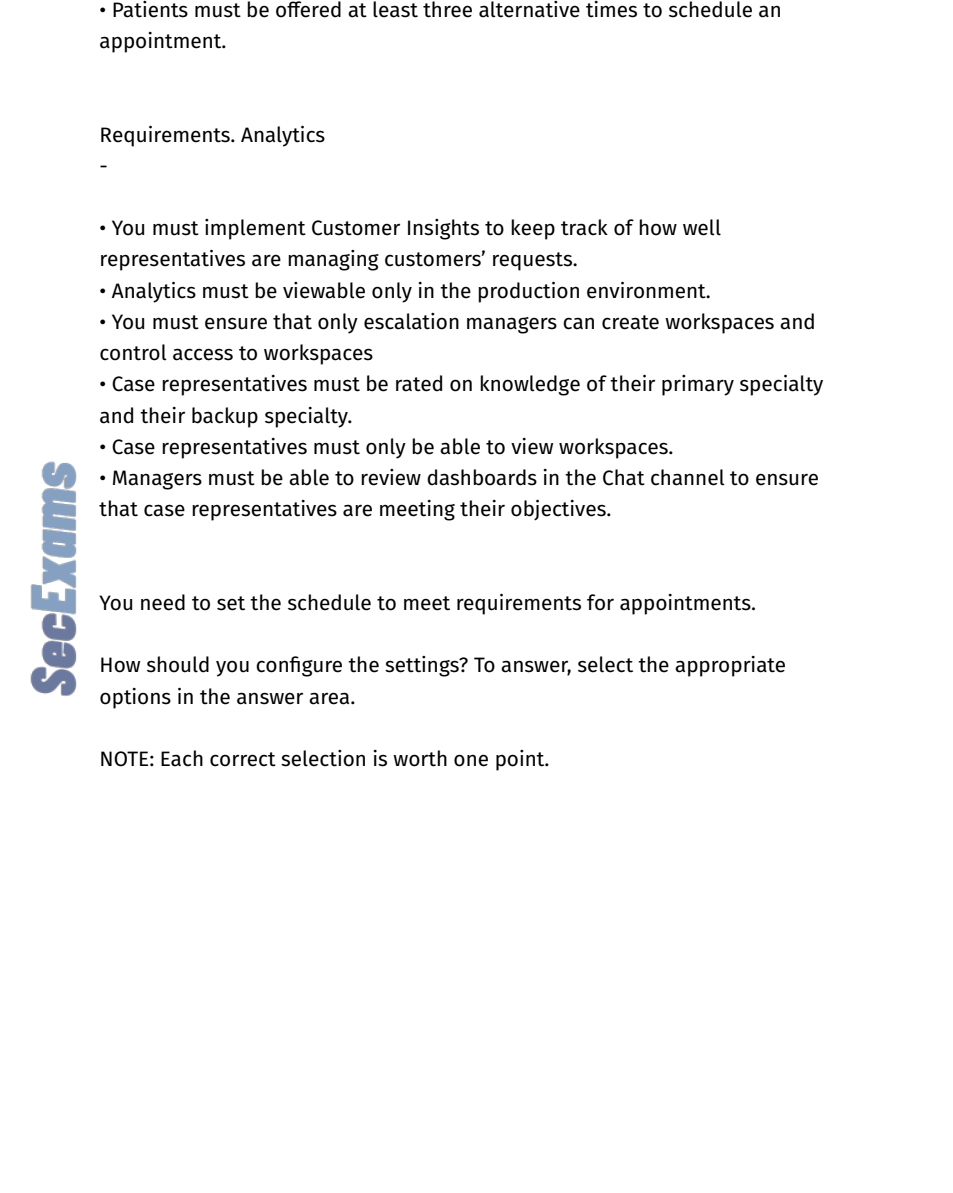 • Patients must be offered at least three alternative times to schedule an
appointment.
Requirements. Analytics
-
• You must implement Customer Insights to keep track of how well
representatives are managing customers’ requests.
• Analytics must be viewable only in the production environment.
• You must ensure that only escalation managers can create workspaces and
control access to workspaces
• Case representatives must be rated on knowledge of their primary specialty
and their backup specialty.
• Case representatives must only be able to view workspaces.
• Managers must be able to review dashboards in the Chat channel to ensure
that case representatives are meeting their objectives.
SecExams
You need to set the schedule to meet requirements for appointments.
How should you configure the settings? To answer, select the appropriate
options in the answer area.
NOTE: Each correct selection is worth one point.